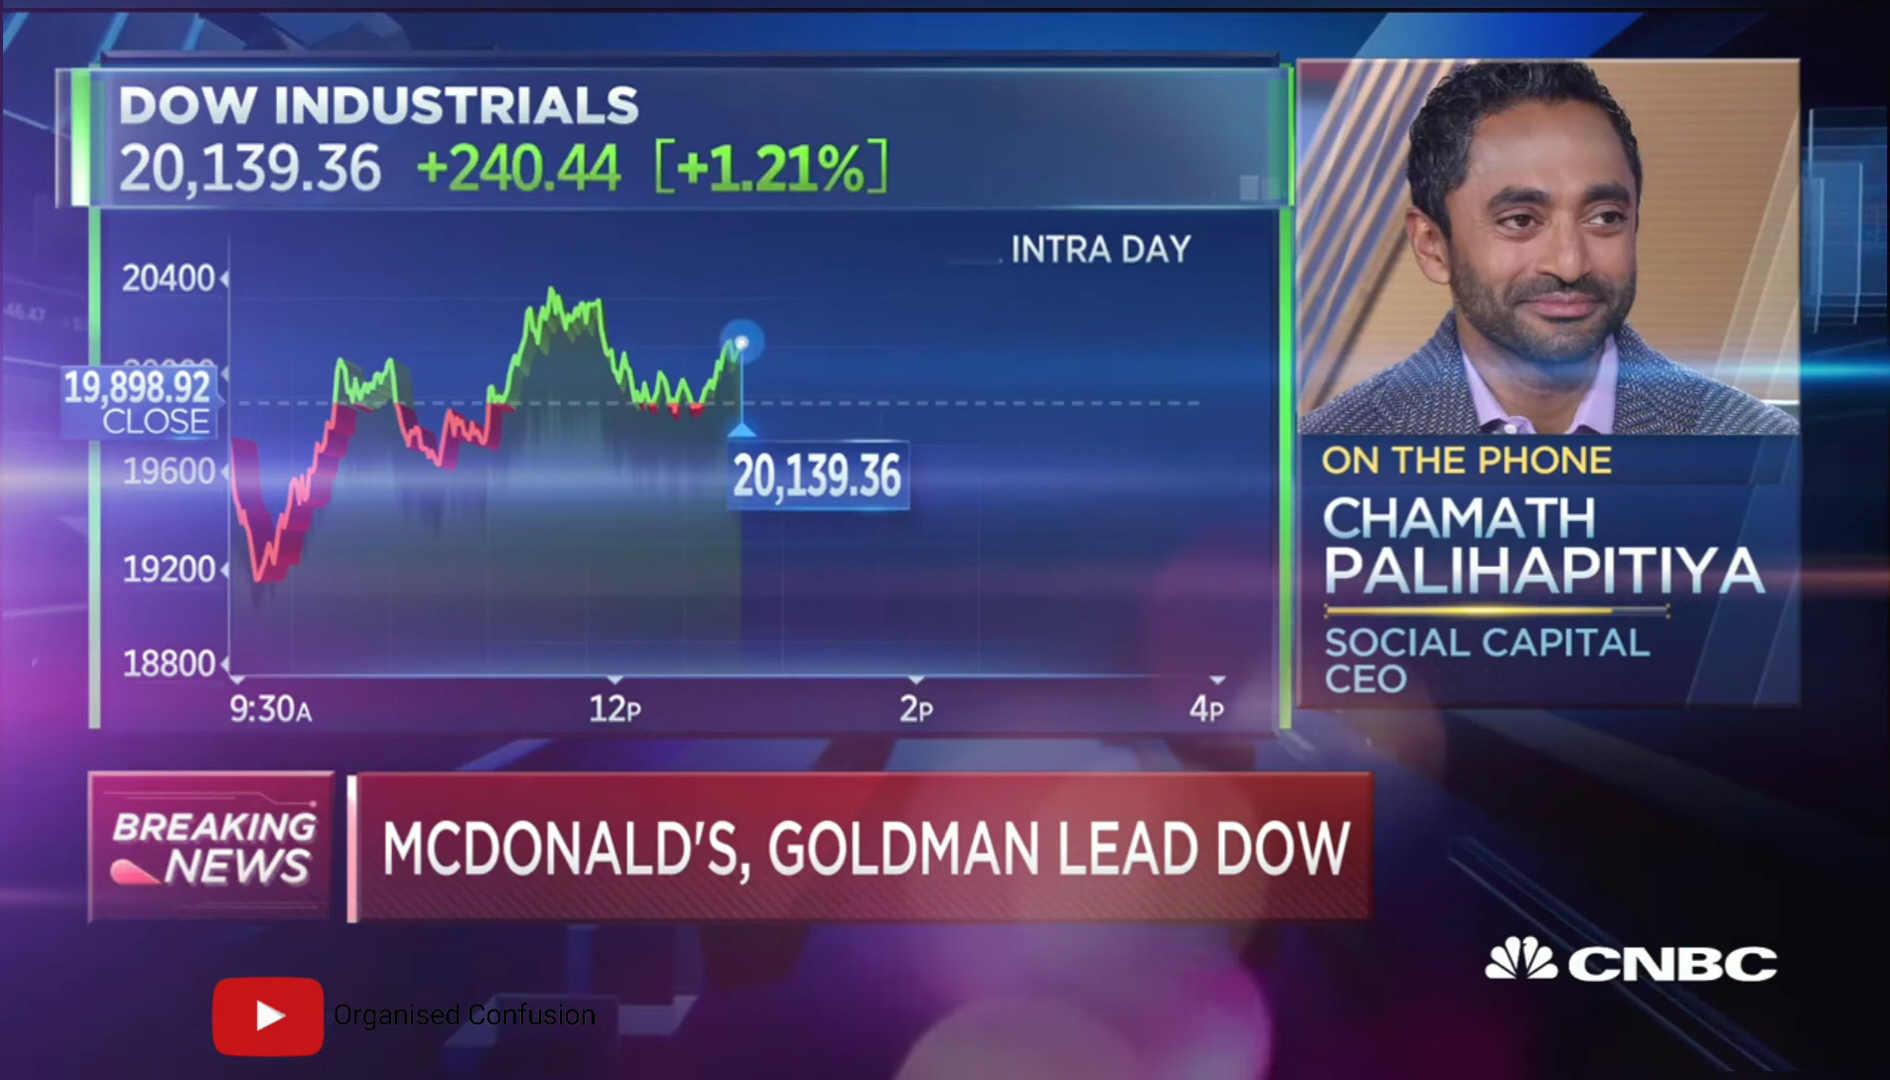 DOW INDUSTRIALS
20,139.36 +240.44 [+1.21%]
INTRA DAY
20400
19,898.92
CLOSE
19600
19200
18800
20,139.36
9:30A 12P 2P 4P
ON THE PHONE
CHAMATH
PALIHAPITIYA
SOCIAL CAPITAL
CEO
BREAKING
NEWS
MCDONALD'S, GOLDMAN LEAD DOW
CNBC
Organised Confusion